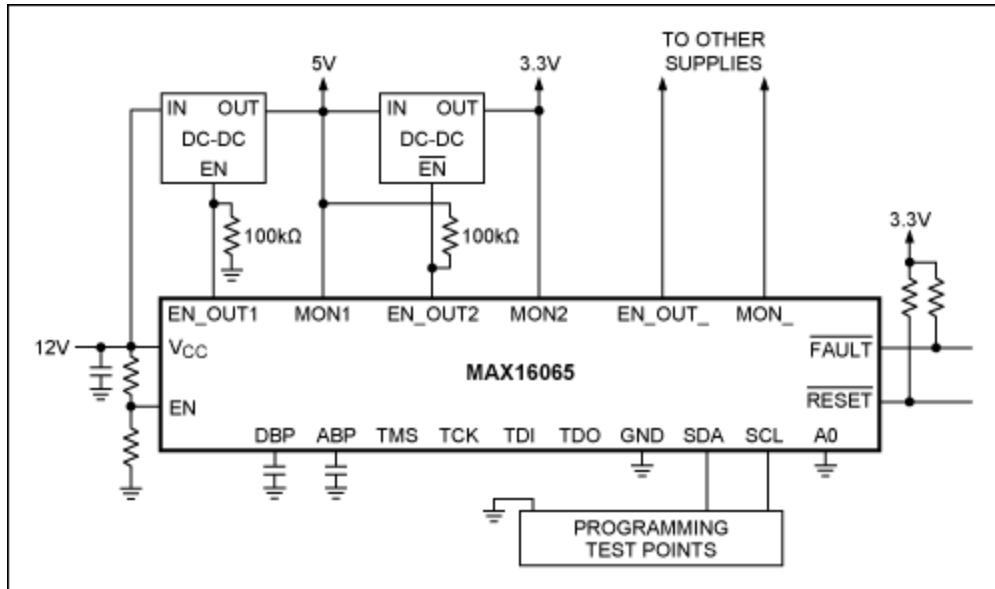 TO OTHER
SUPPLIES
5V
3.3V
IN OUT
DC-DC
EN
IN OUT
DC-DC
EN
100kΩ
100kΩ
3.3V
EN_OUT1 MON1 EN_OUT2 MON2 EN_OUT_ MON_
12V
VCC
FAULT
MAX16065
EN
RESET
DBP ABP TMS TCK TDI TDO GND SDA SCL A0
PROGRAMMING
TEST POINTS